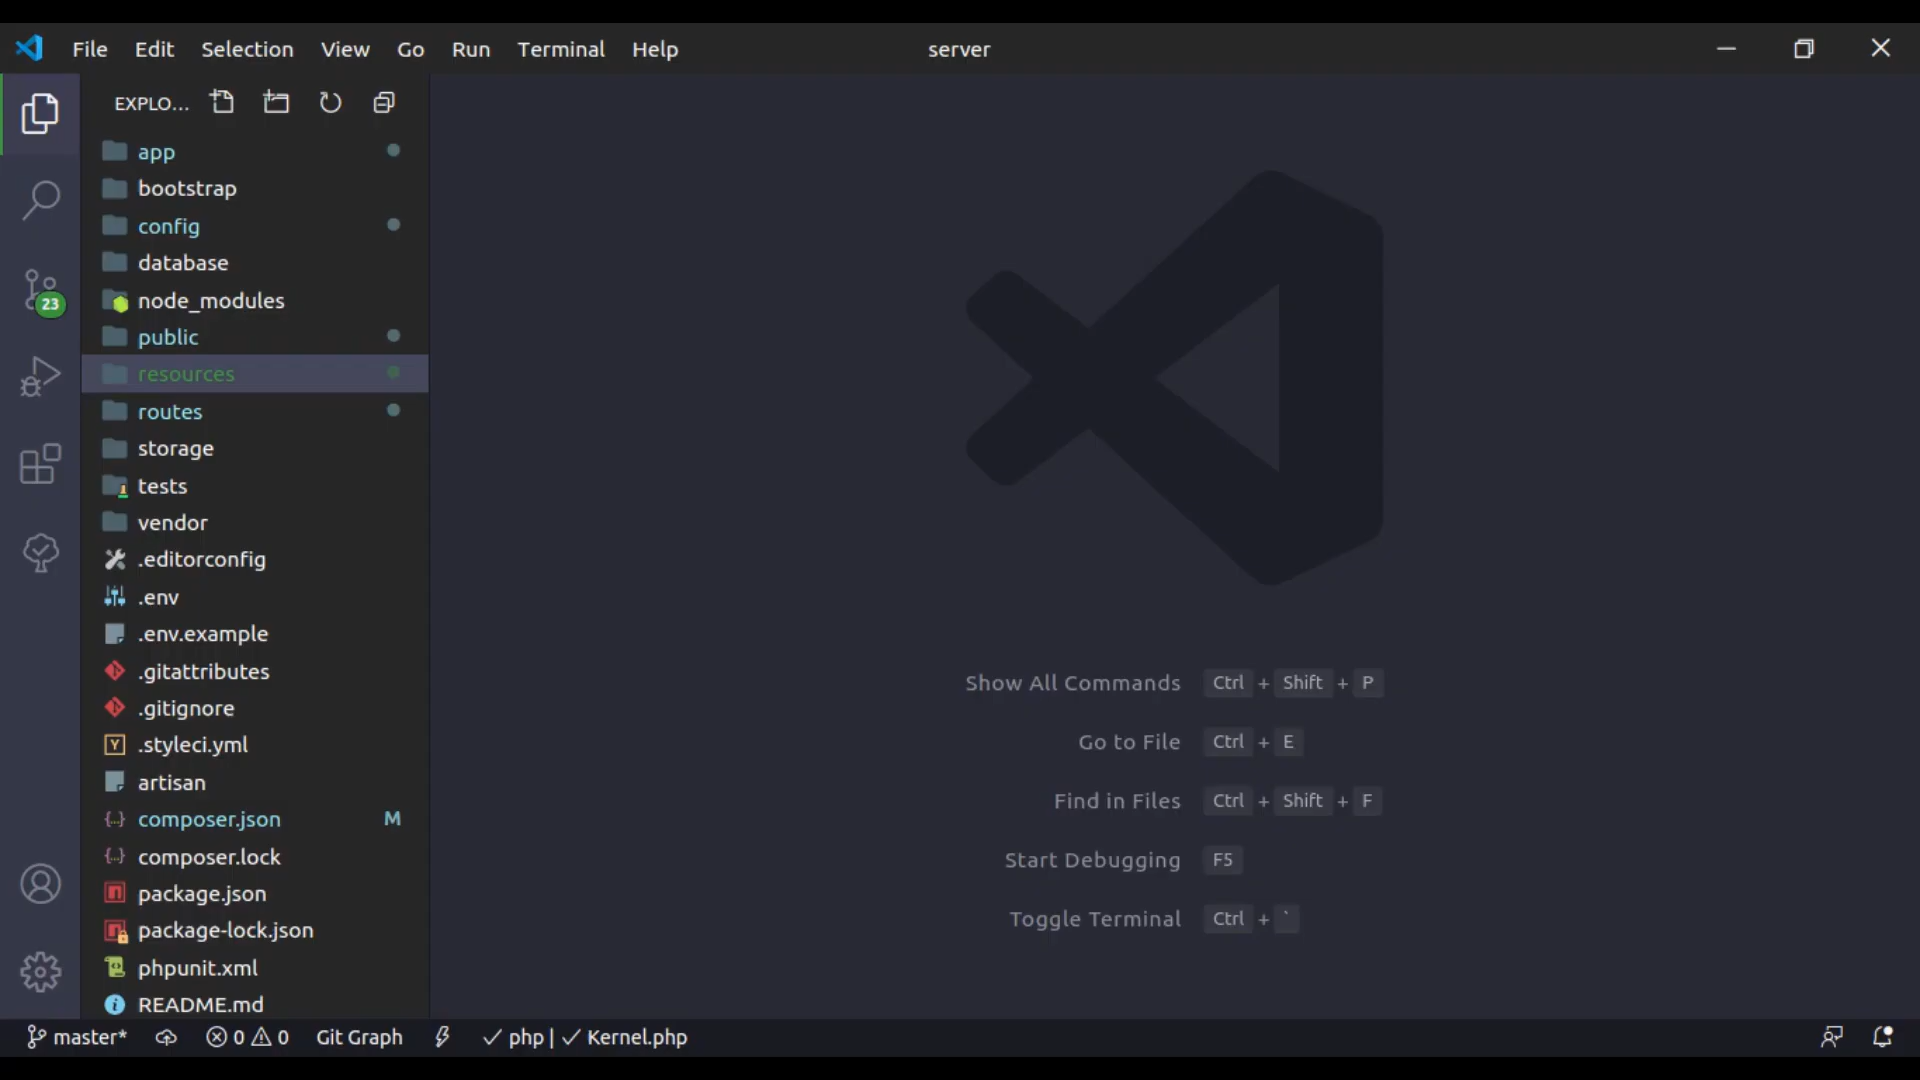 File Edit Selection View Go Run Terminal Help server
EXPLO...
app
bootstrap
config
database
node_modules
public
resources
routes
storage
tests
vendor
.editorconfig
.env
.env.example
.gitattributes
.gitignore
.styleci.yml
artisan
composer.json M
composer.lock
package.json
package-lock.json
phpunit.xml
README.md
23
Show All Commands Ctrl + Shift + P
Go to File Ctrl + E
Find in Files Ctrl + Shift + F
Start Debugging F5
Toggle Terminal Ctrl + `
master* 0 0 Git Graph php | Kernel.php